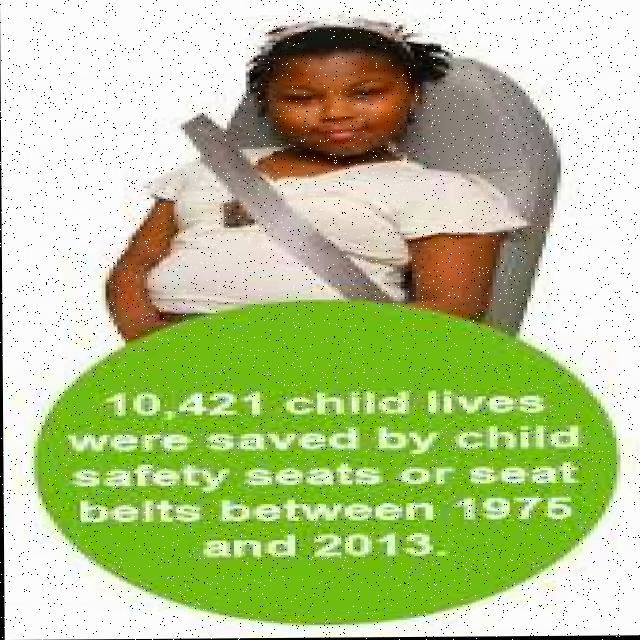 10,421 child lives
were saved by child
safety seats or seat
belts between 1975
and 2013.